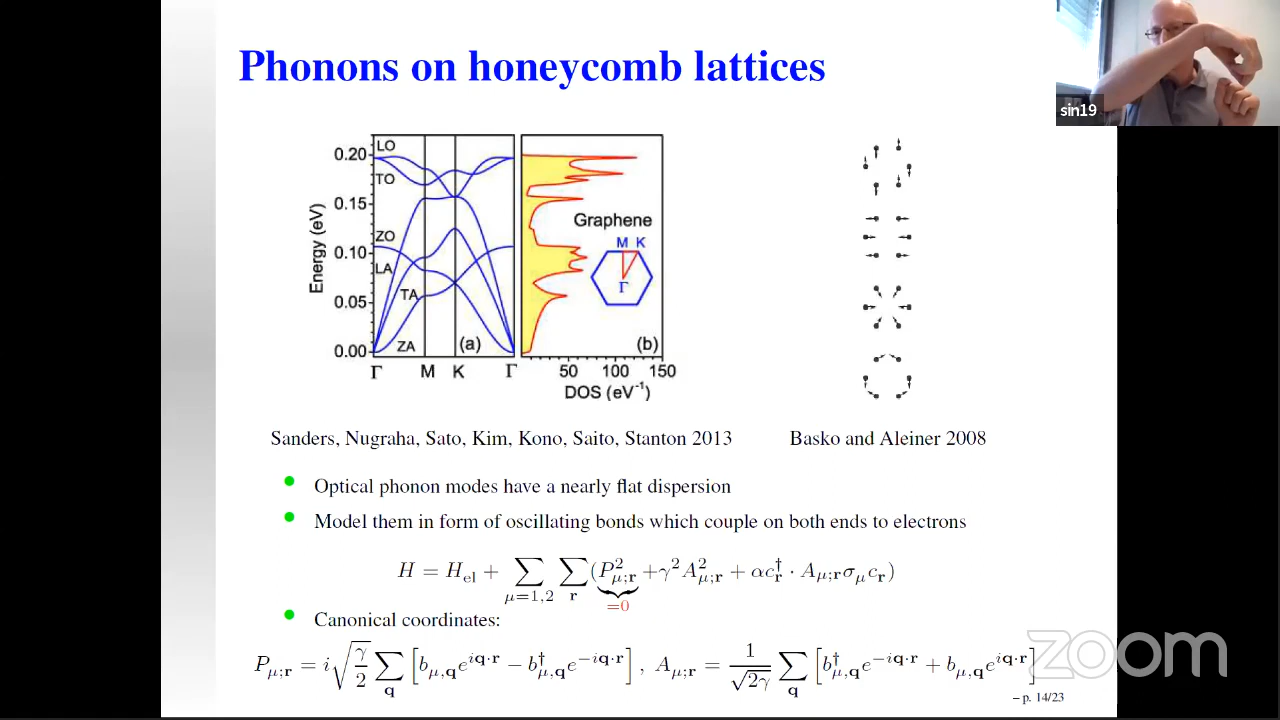 Phonons on honeycomb lattices
sin19
LO
TO
ZO
LA
TA
ZA
(a)
0.20
0.15
0.10
0.05
0.00
Energy (eV)
Γ M K Γ
Graphene
M K
Γ
(b)
50 100 150
DOS (eV⁻¹)
Sanders, Nugraha, Sato, Kim, Kono, Saito, Stanton 2013
Basko and Aleiner 2008
Optical phonon modes have a nearly flat dispersion
Model them in form of oscillating bonds which couple on both ends to electrons
H = H_el + ∑_{μ=1,2} ∑_r (P²_{μ;r} + γ²A²_{μ;r} + αc†_r · A_{μ;r}σ_μc_r)
=0
Canonical coordinates:
P_{μ;r} = i√(γ/2) ∑_q [b_{μ,q}e^{iq·r} − b†_{μ,q}e^{−iq·r}] , A_{μ;r} = 1/√(2γ) ∑_q [b†_{μ,q}e^{−iq·r} + b_{μ,q}e^{iq·r}]
zoom
– p. 14/23